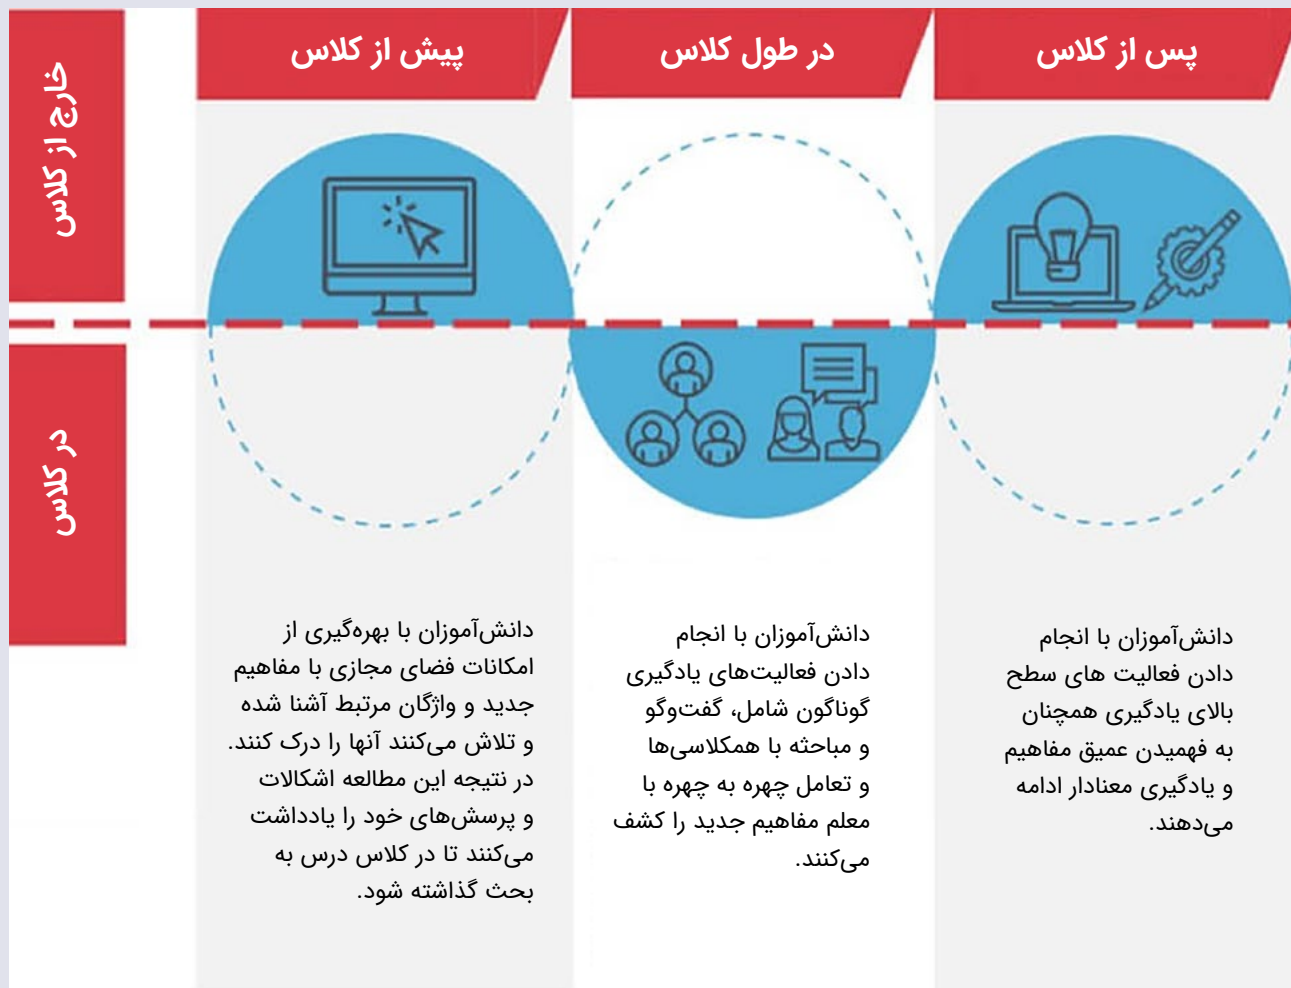 خارج از کلاس
در کلاس
پیش از کلاس
دانش‌آموزان با بهره‌گیری از
امکانات فضای مجازی با مفاهیم
جدید و واژگان مرتبط آشنا شده
و تلاش می‌کنند آنها را درک کنند.
در نتیجه این مطالعه اشکالات
و پرسش‌های خود را یادداشت
می‌کنند تا در کلاس درس به
بحث گذاشته شود.
در طول کلاس
دانش‌آموزان با انجام
دادن فعالیت‌های یادگیری
گوناگون شامل، گفت‌وگو
و مباحثه با همکلاسی‌ها
و تعامل چهره به چهره با
معلم مفاهیم جدید را کشف
می‌کنند.
پس از کلاس
دانش‌آموزان با انجام
دادن فعالیت های سطح
بالای یادگیری همچنان
به فهمیدن عمیق مفاهیم
و یادگیری معنادار ادامه
می‌دهند.